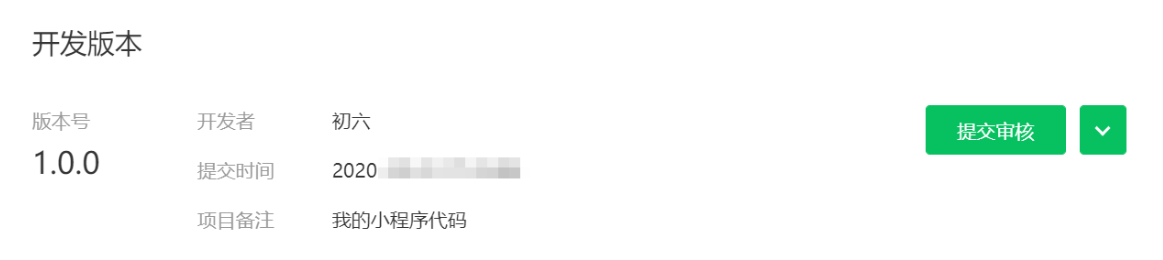 开发版本
版本号
1.0.0
开发者 初六
提交时间 2020
项目备注 我的小程序代码
提交审核